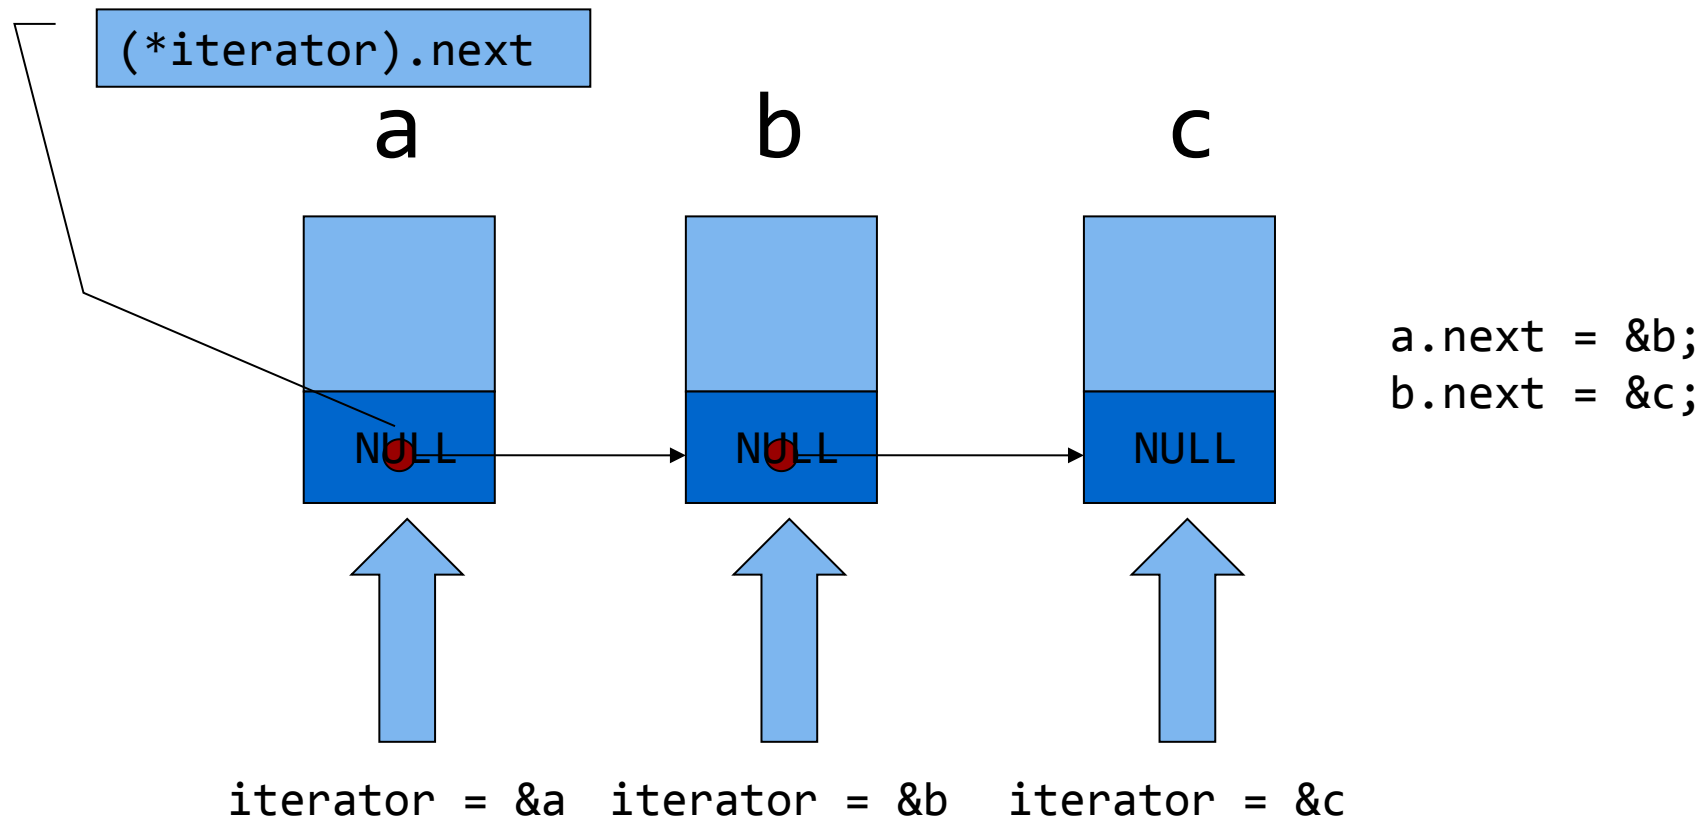 (*iterator).next
a b c
a.next = &b;
b.next = &c;
NULL NULL NULL
iterator = &a iterator = &b iterator = &c